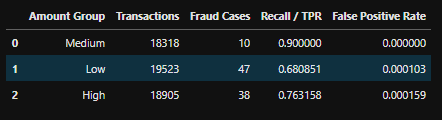 Amount Group Transactions Fraud Cases Recall / TPR False Positive Rate
0 Medium 18318 10 0.900000 0.000000
1 Low 19523 47 0.680851 0.000103
2 High 18905 38 0.763158 0.000159